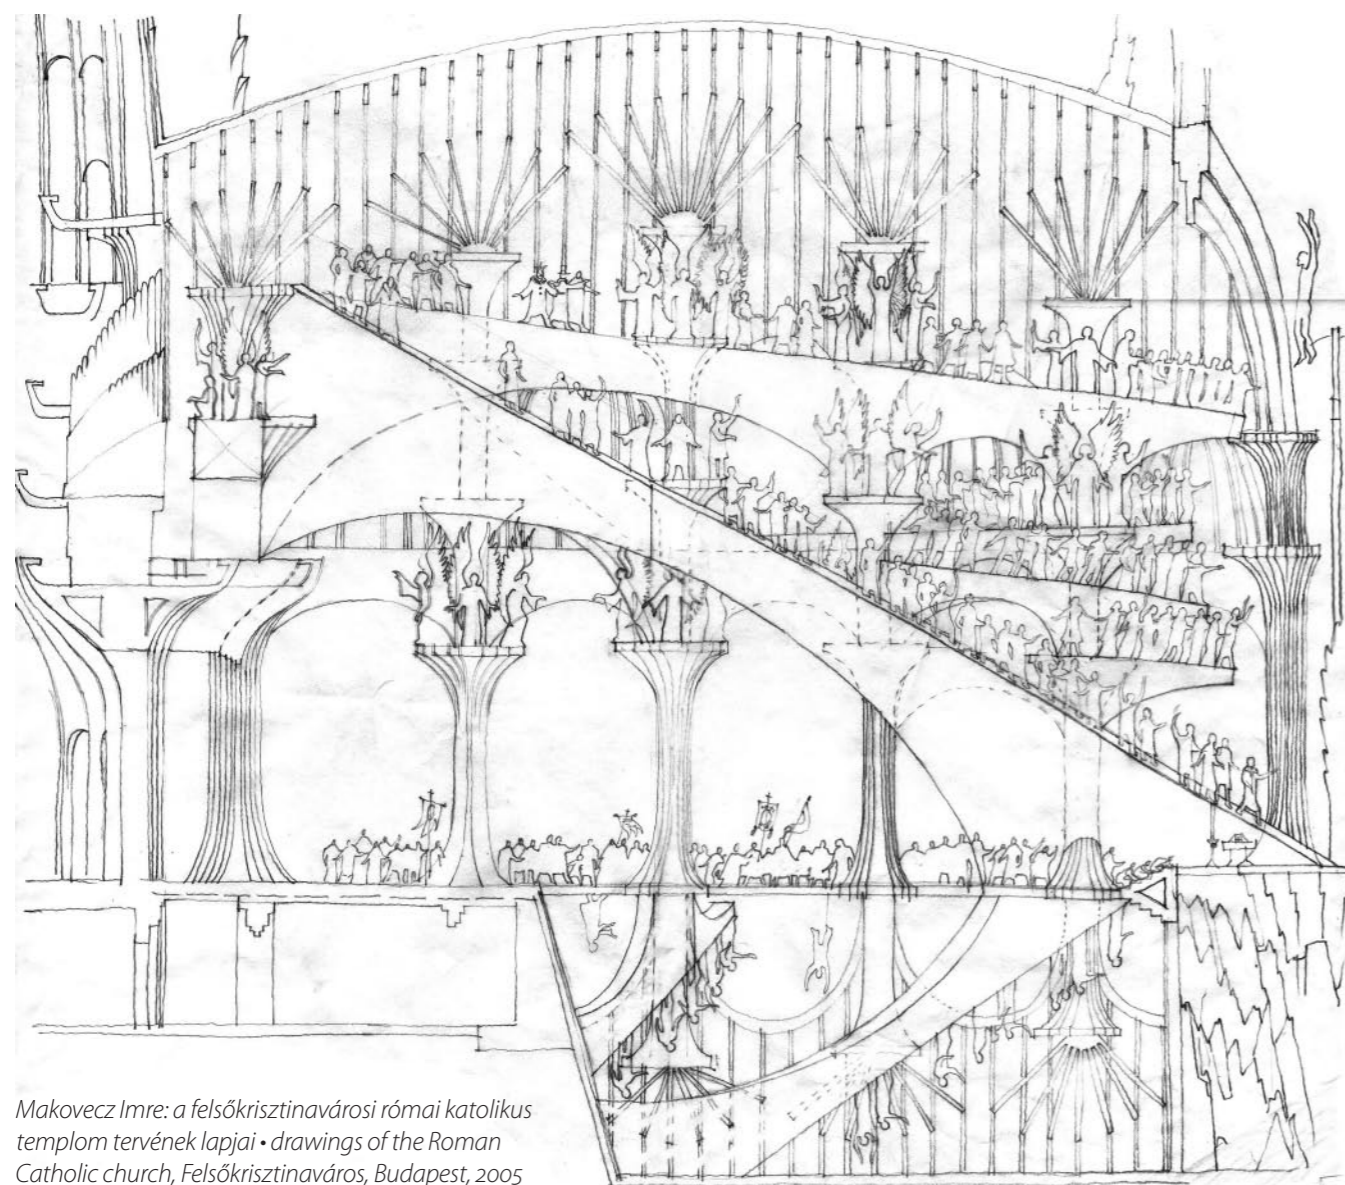 Makovecz Imre: a felsőkrisztinavárosi római katolikus
templom tervének lapjai • drawings of the Roman
Catholic church, Felsőkrisztinaváros, Budapest, 2005